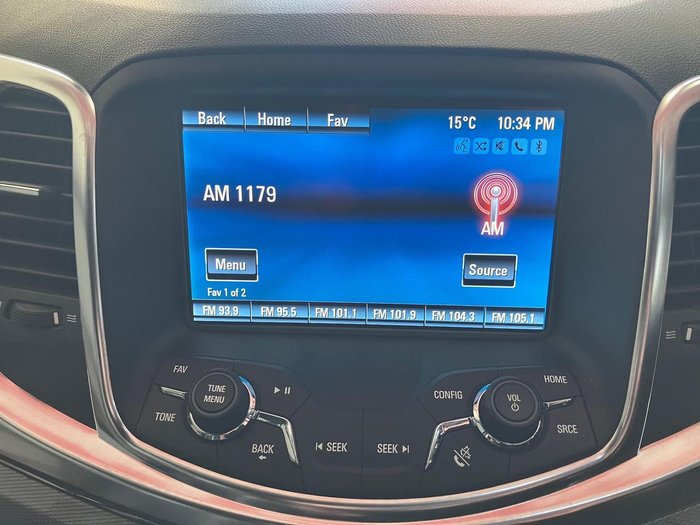 Back Home Fav 15°C 10:34 PM
AM 1179
AM
Menu Source
Fav 1 of 2
FM 93.9 FM 95.5 FM 101.1 FM 101.9 FM 104.3 FM 105.1
FAV
TUNE
MENU
TONE
BACK
SEEK SEEK
CONFIG
VOL
HOME
SRCE